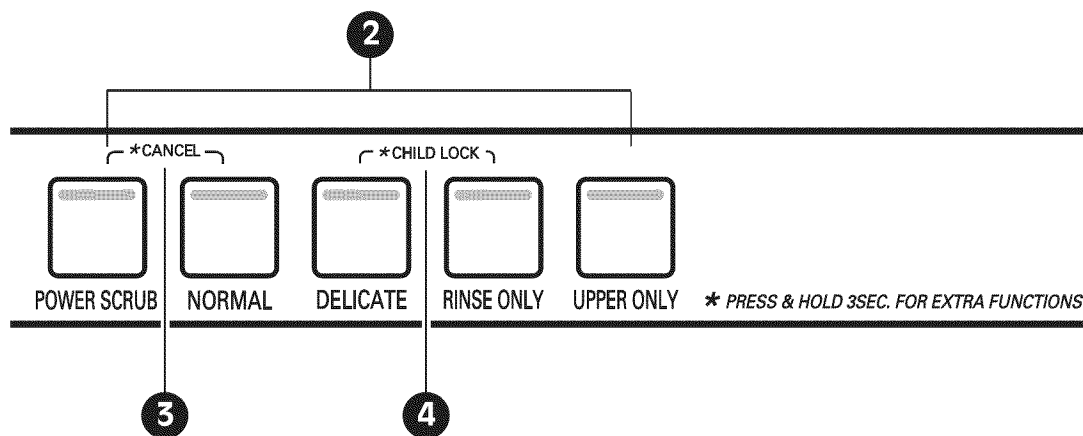 2
*CANCEL
*CHILD LOCK
POWER SCRUB NORMAL DELICATE RINSE ONLY UPPER ONLY * PRESS & HOLD 3SEC. FOR EXTRA FUNCTIONS
3
4